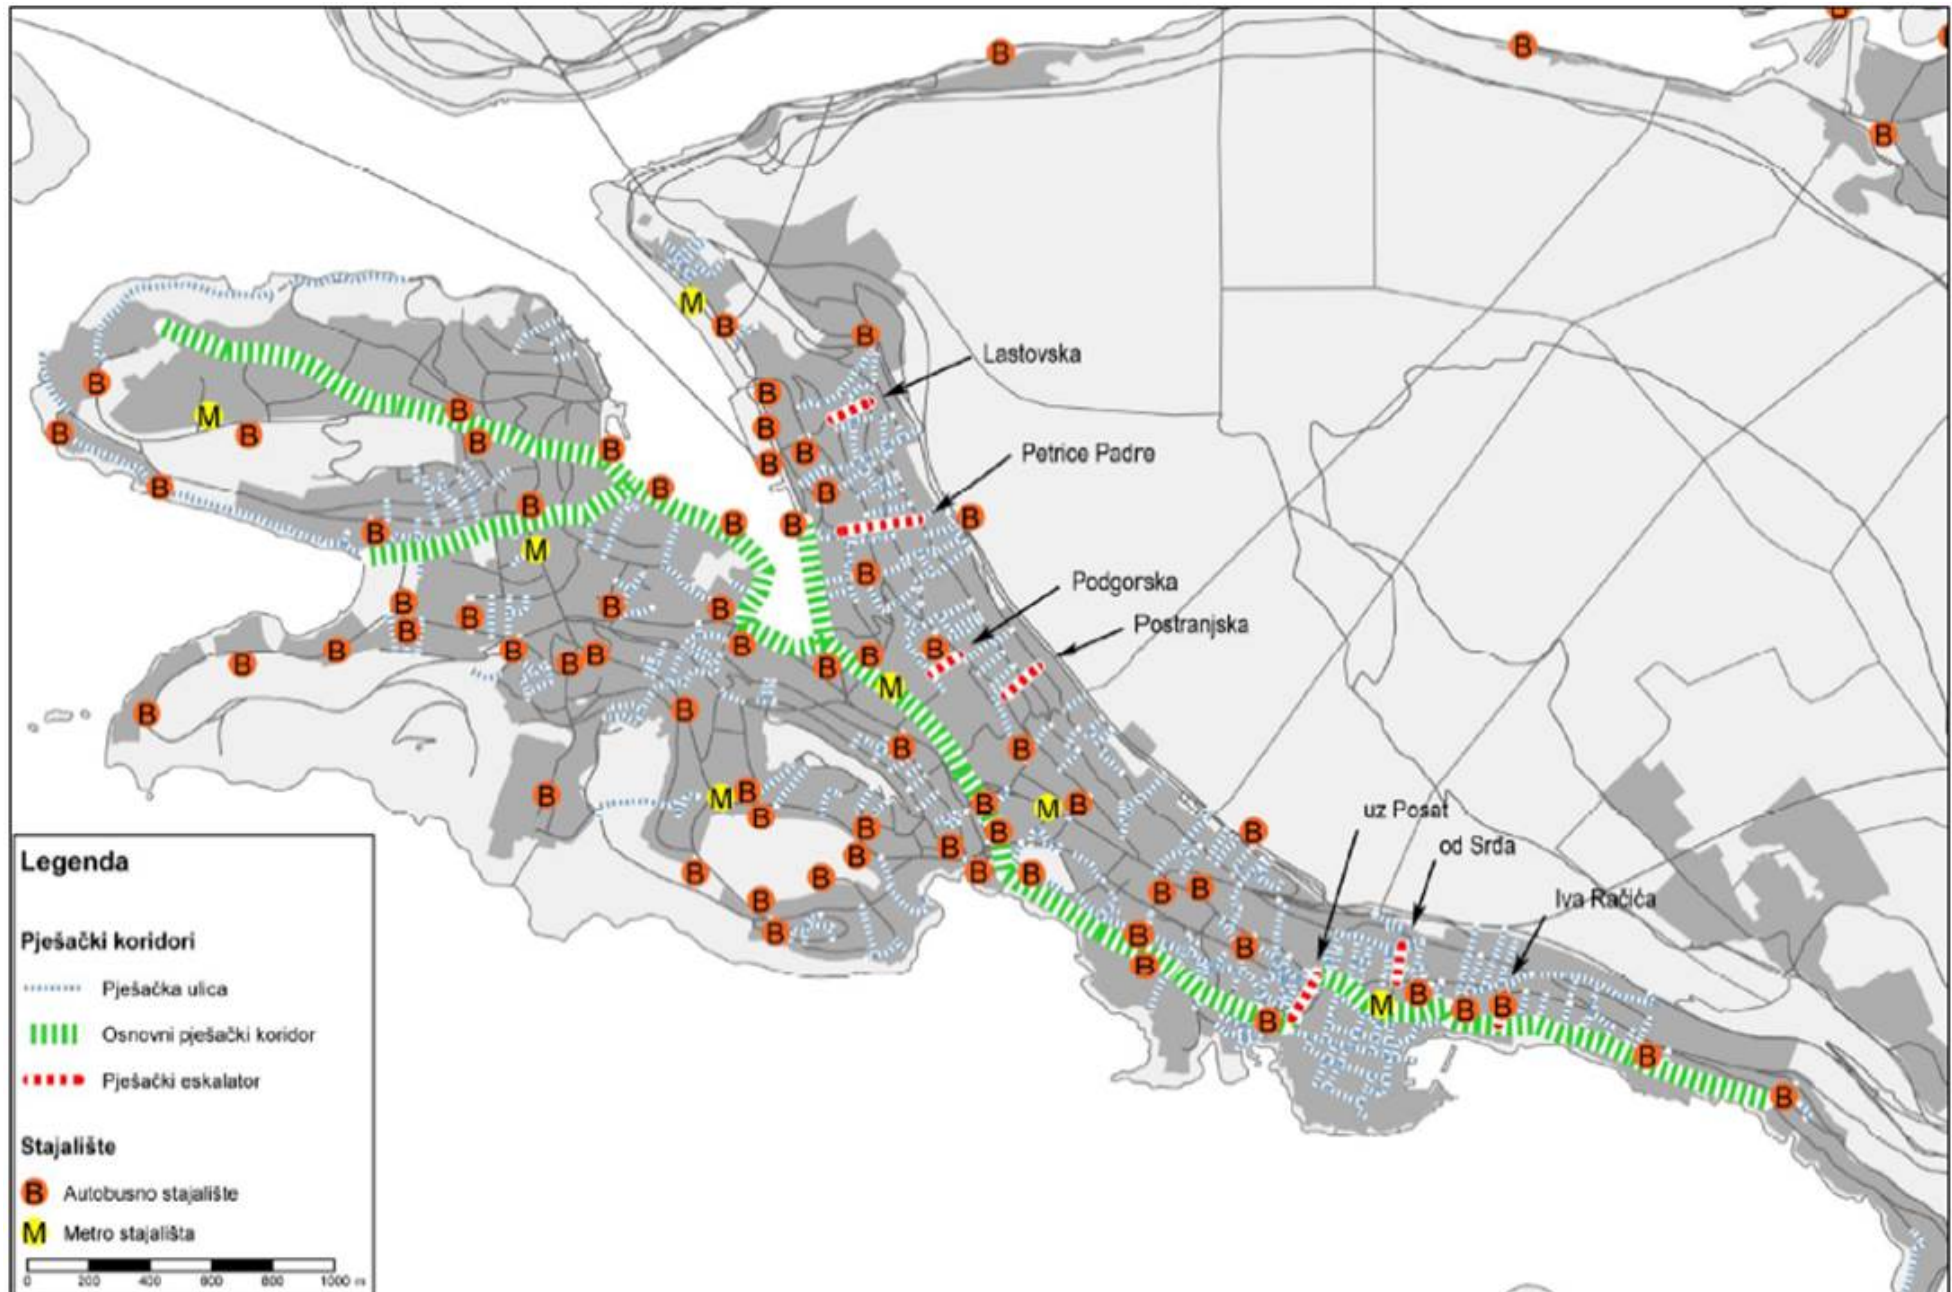 Lastovska
Petrice Padre
Podgorska
Postranjska
uz Posat
od Srđa
Iva Račića
Legenda
Pješački koridori
Pješačka ulica
Osnovni pješački koridor
Pješački eskalator
Stajalište
B Autobusno stajalište
M Metro stajališta
0 200 400 600 800 1000 m